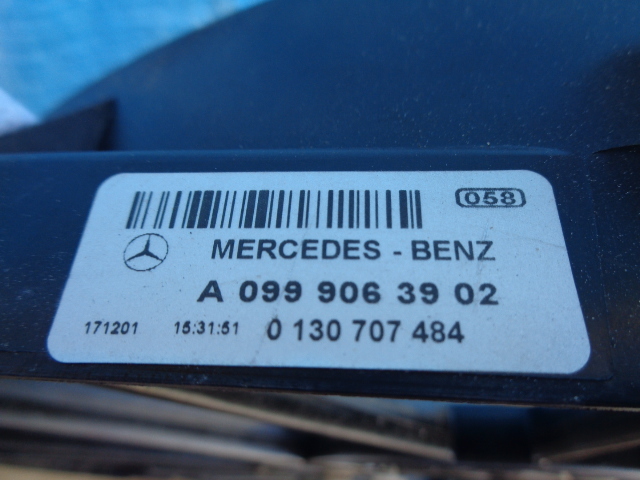 058
MERCEDES - BENZ
A 099 906 39 02
171201 15:31:51 0 130 707 484